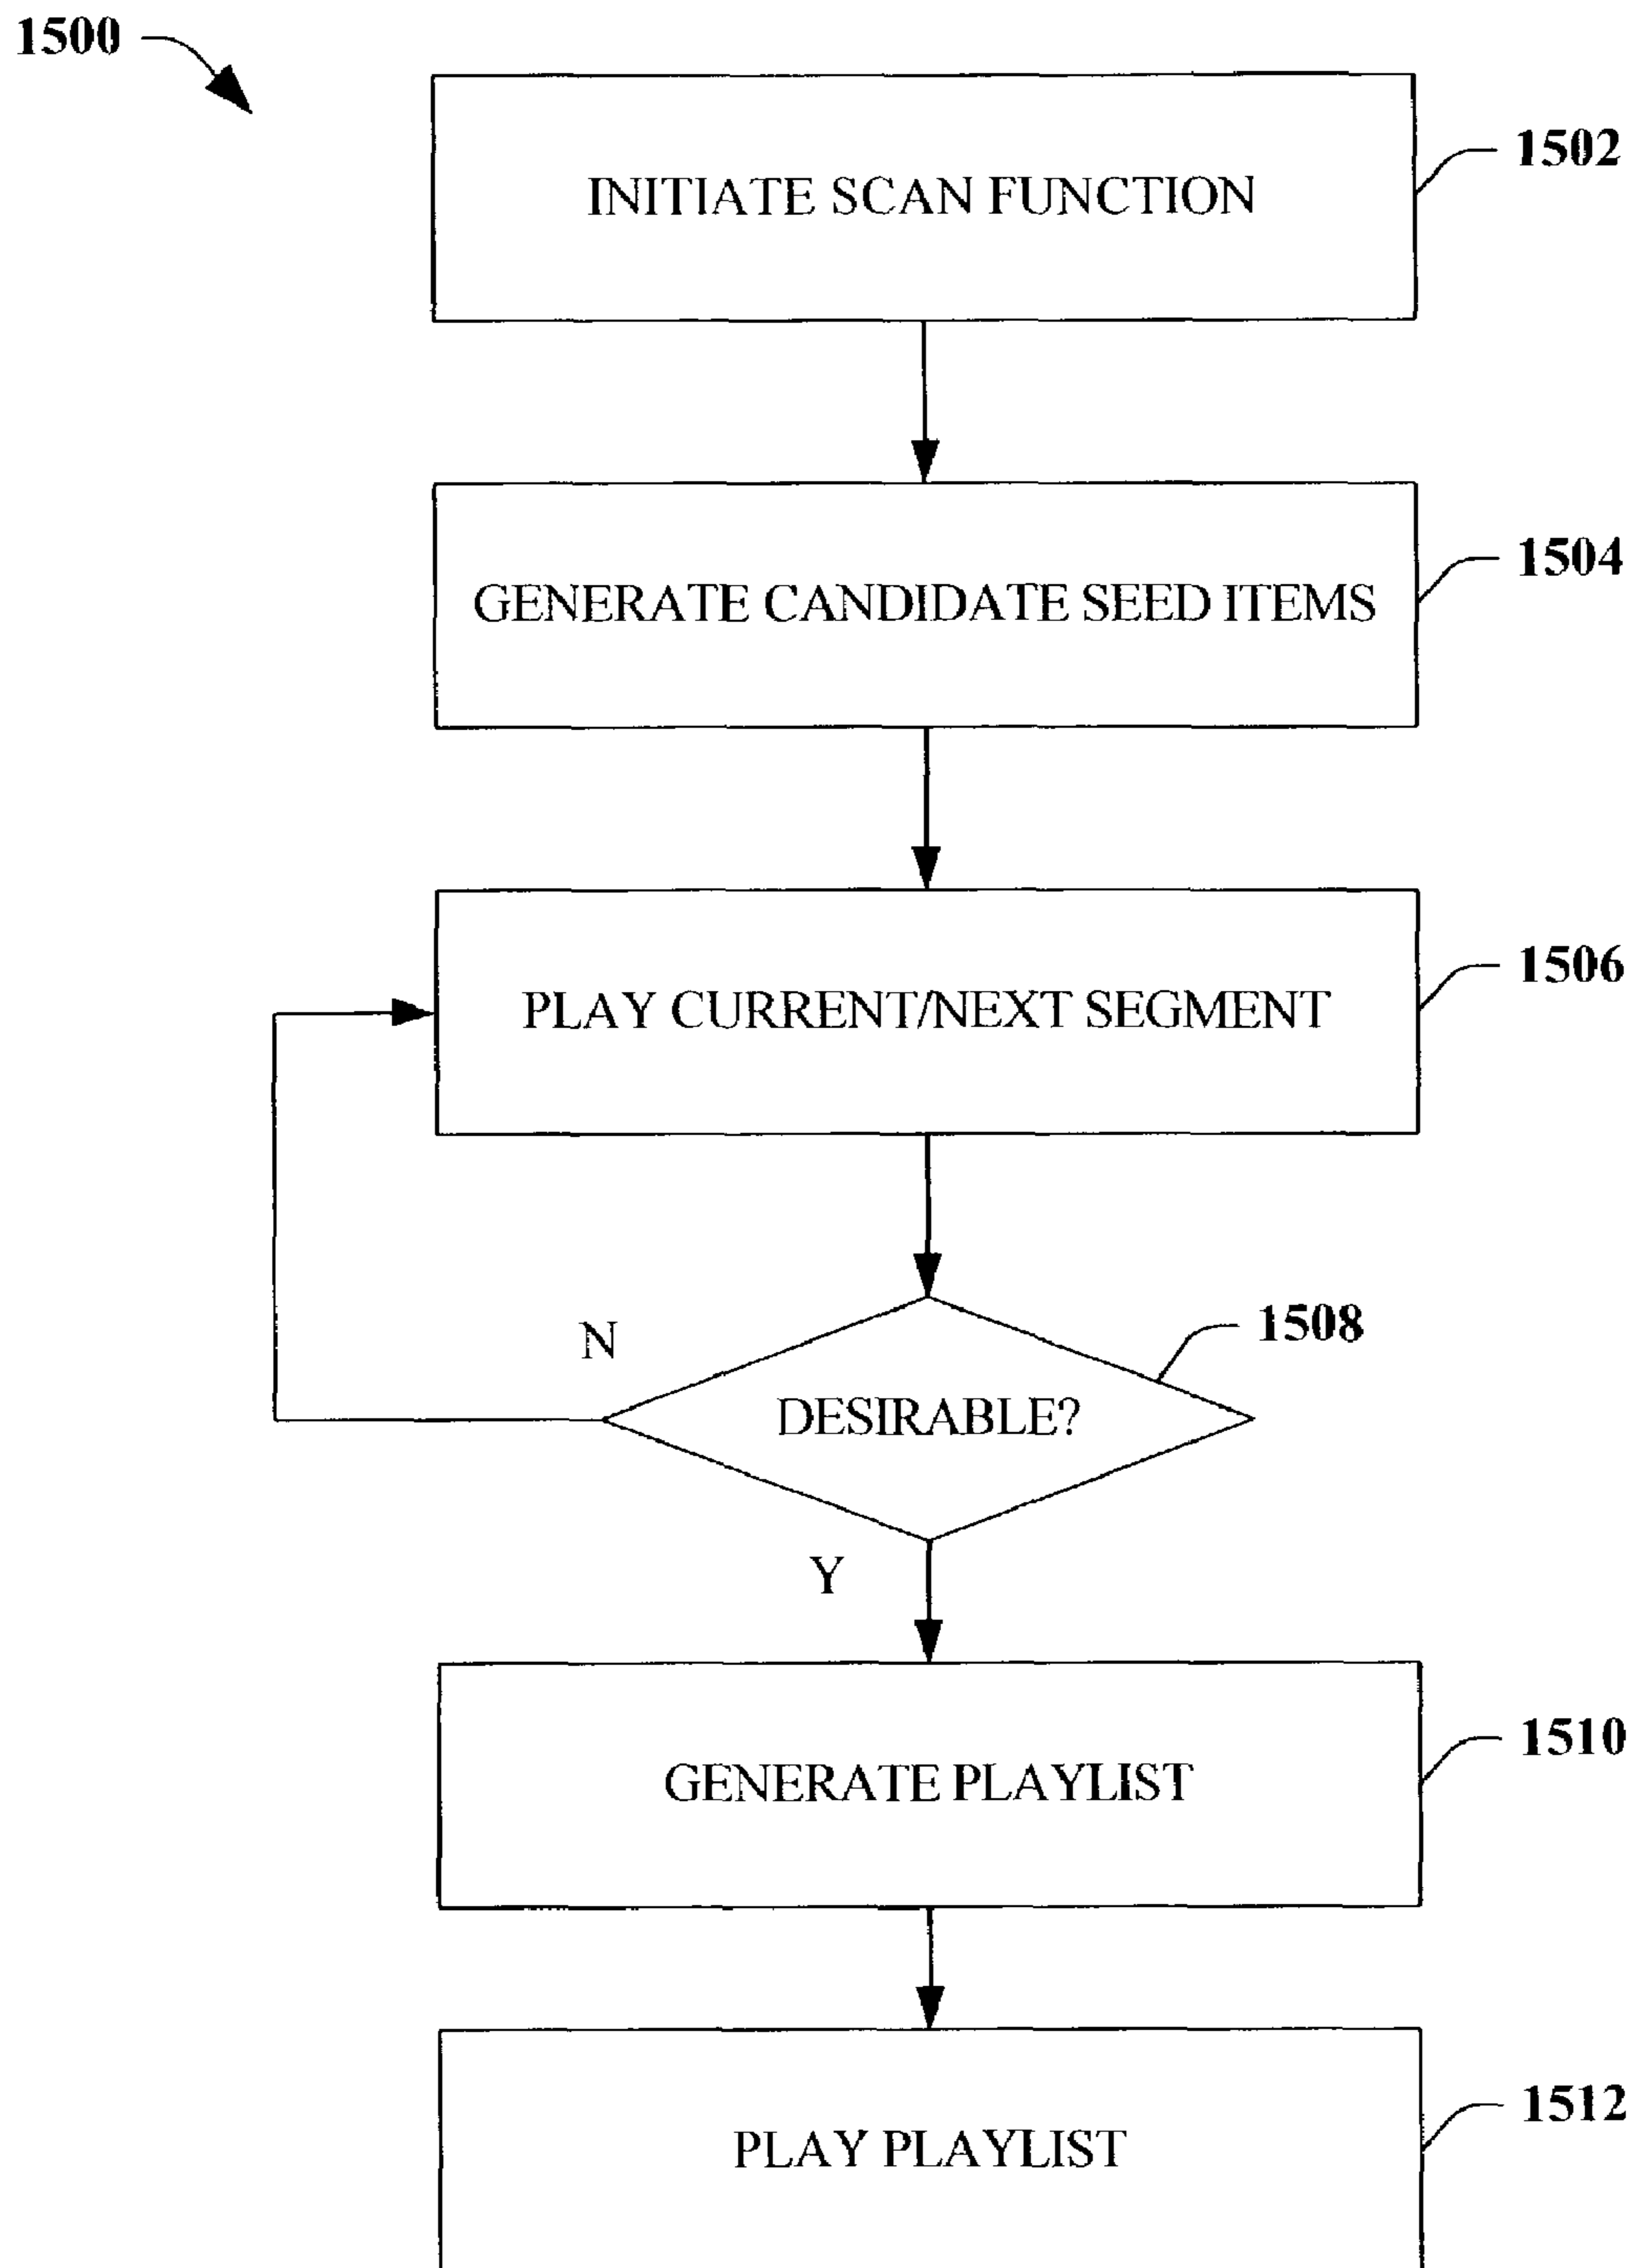 1500
INITIATE SCAN FUNCTION
1502
GENERATE CANDIDATE SEED ITEMS
1504
PLAY CURRENT/NEXT SEGMENT
1506
N
DESIRABLE?
1508
Y
GENERATE PLAYLIST
1510
PLAY PLAYLIST
1512